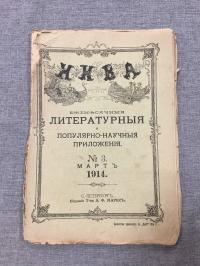 НИВА
ЕЖЕМѢСЯЧНЫЯ
ЛИТЕРАТУРНЫЯ
и
ПОПУЛЯРНО-НАУЧНЫЯ
ПРИЛОЖЕНІЯ.
№ 3.
МАРТЪ
1914.
С.-ПЕТЕРБУРГЪ.
Изданіе Т-ва А. Ф. МАРКСЪ.